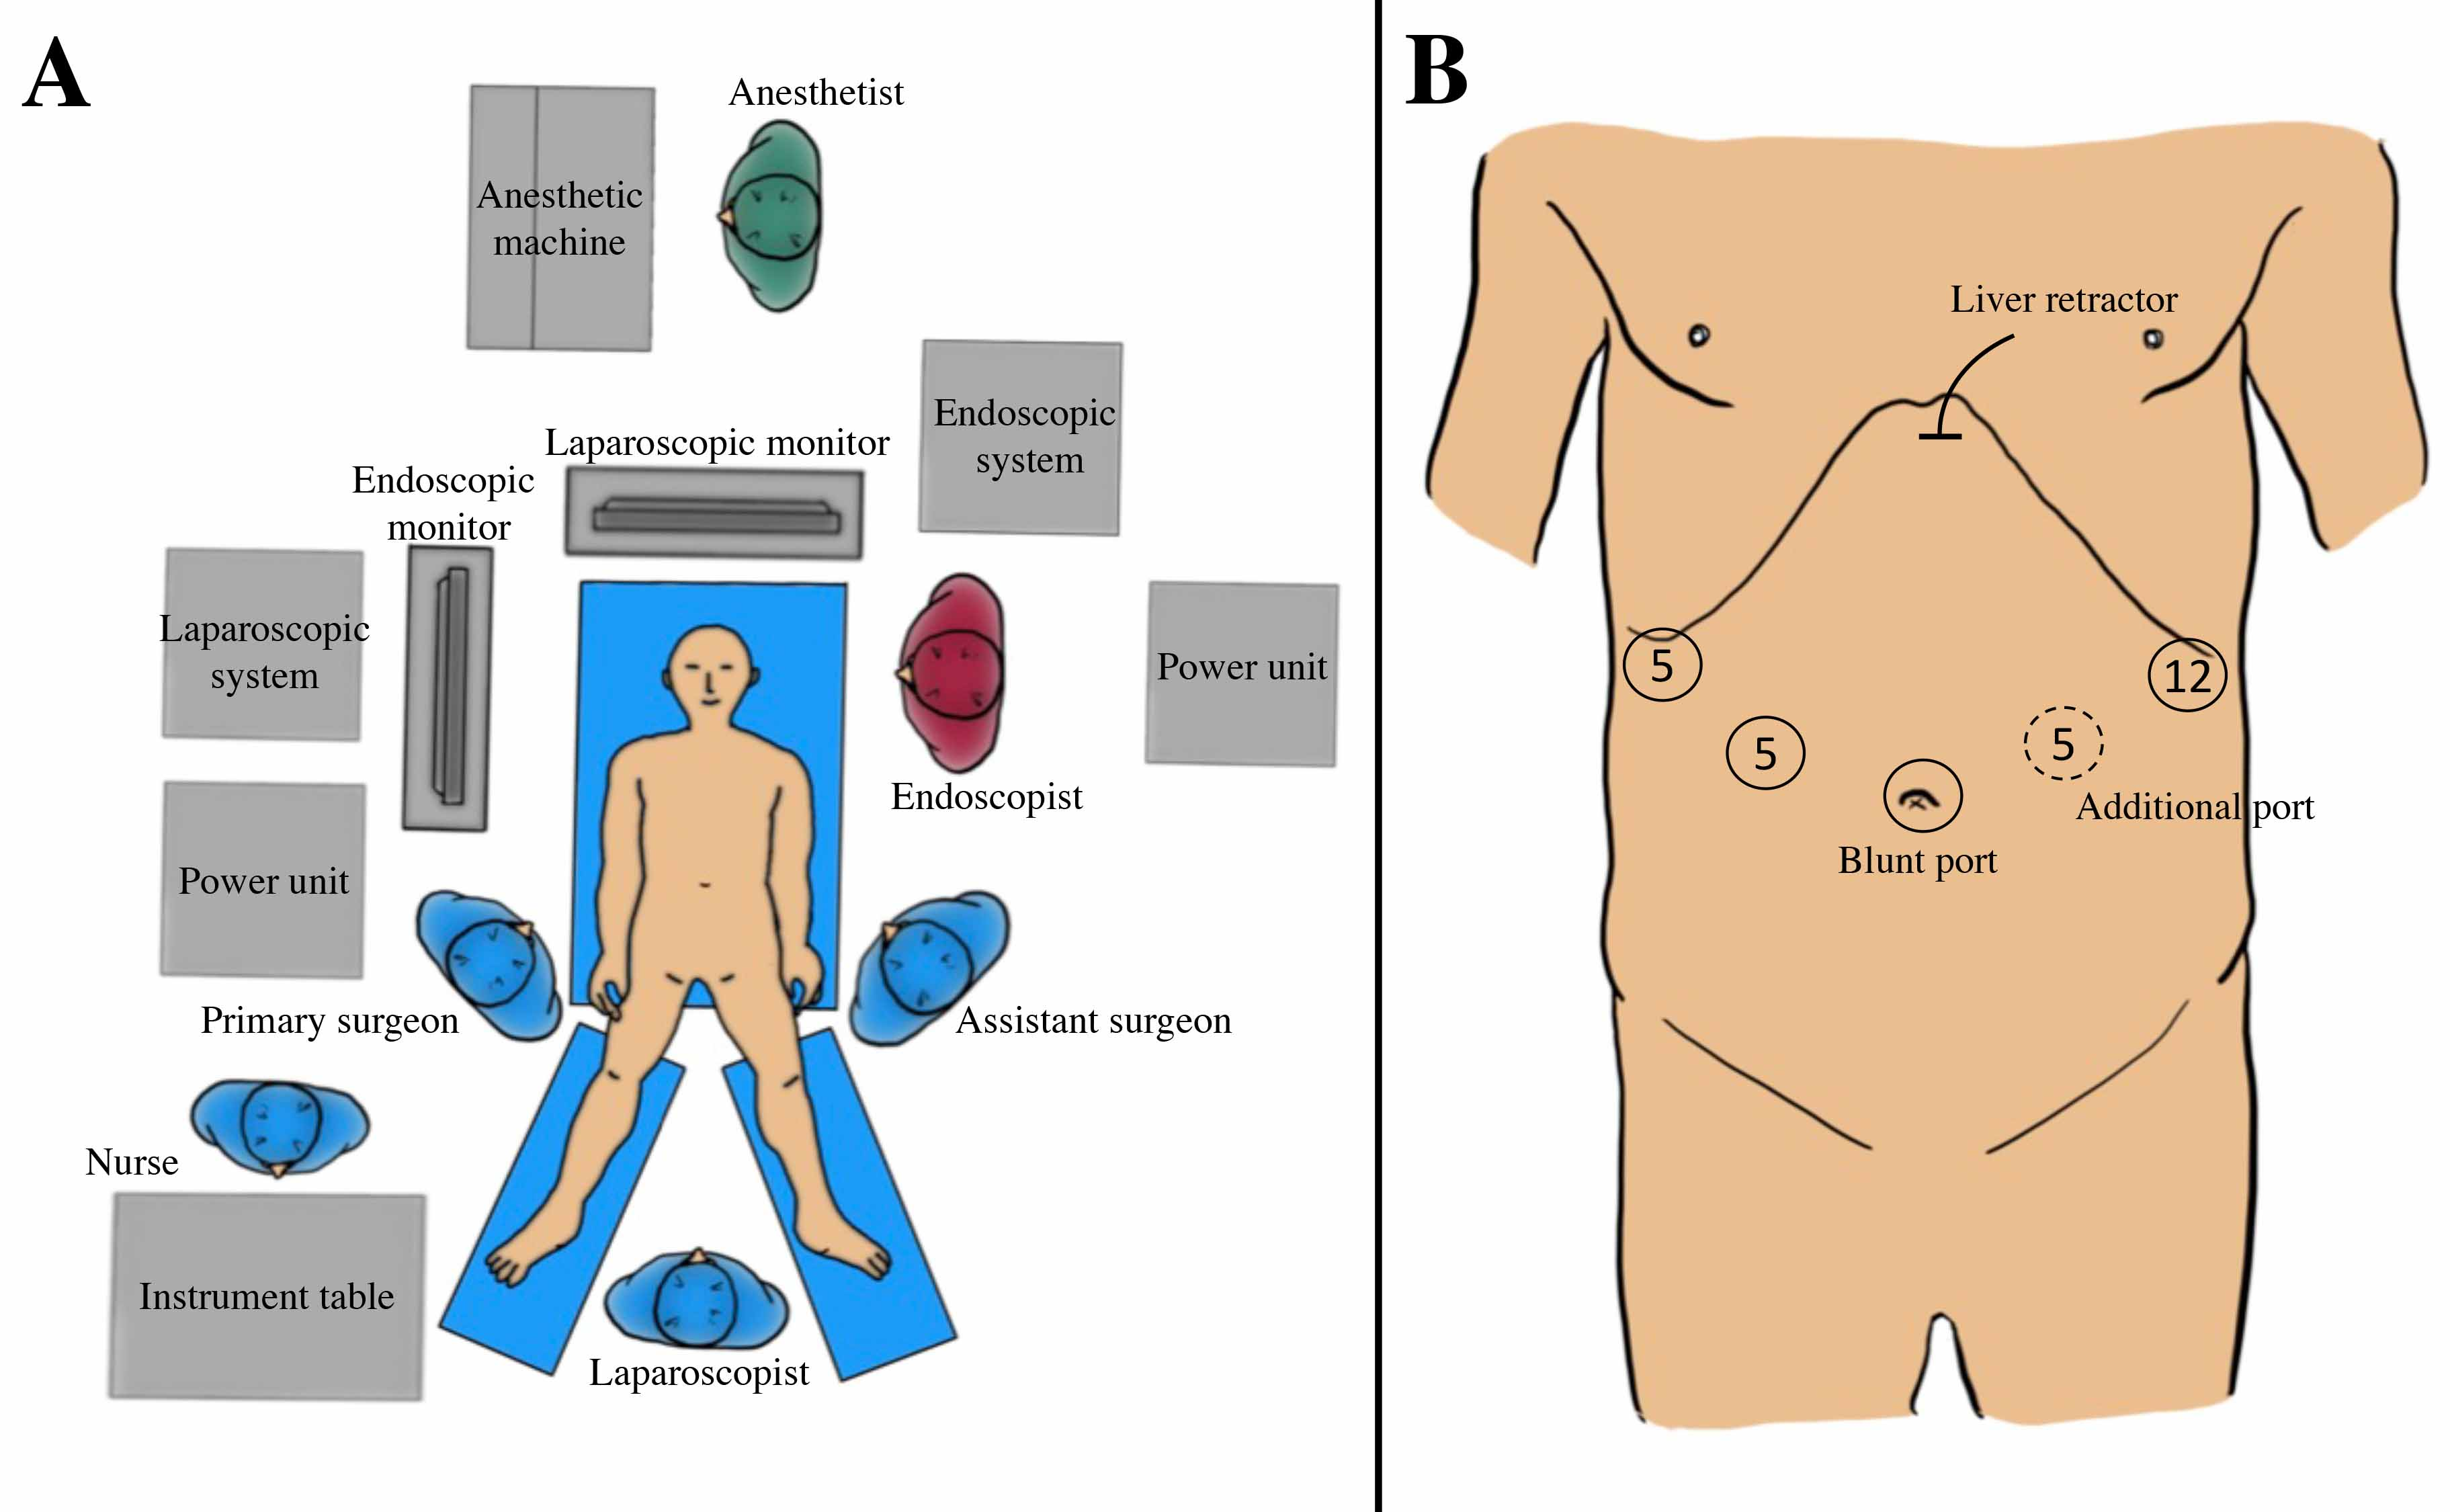 A
Anesthetist
Anesthetic
machine
Endoscopic
system
Laparoscopic monitor
Endoscopic
monitor
Laparoscopic
system
Power unit
Endoscopist
Power unit
Primary surgeon
Assistant surgeon
Nurse
Instrument table
Laparoscopist
B
Liver retractor
5
12
5
5
Additional port
Blunt port